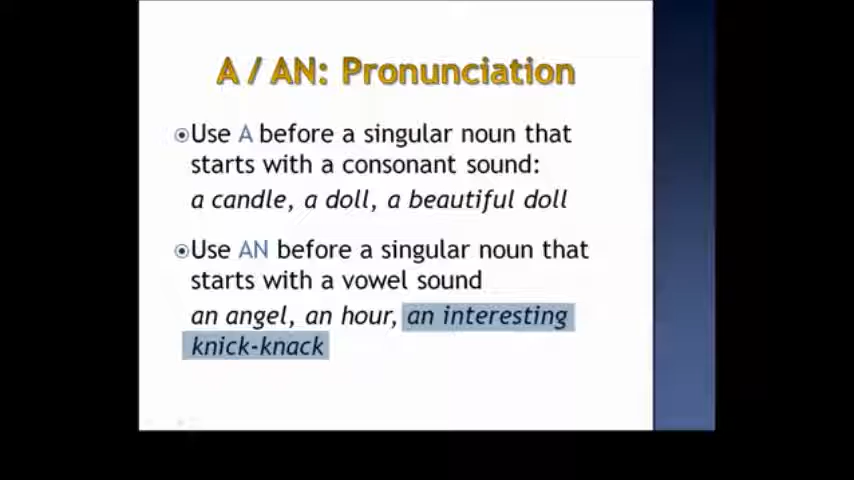 A / AN: Pronunciation
Use A before a singular noun that
starts with a consonant sound:
a candle, a doll, a beautiful doll
Use AN before a singular noun that
starts with a vowel sound
an angel, an hour, an interesting
knick-knack